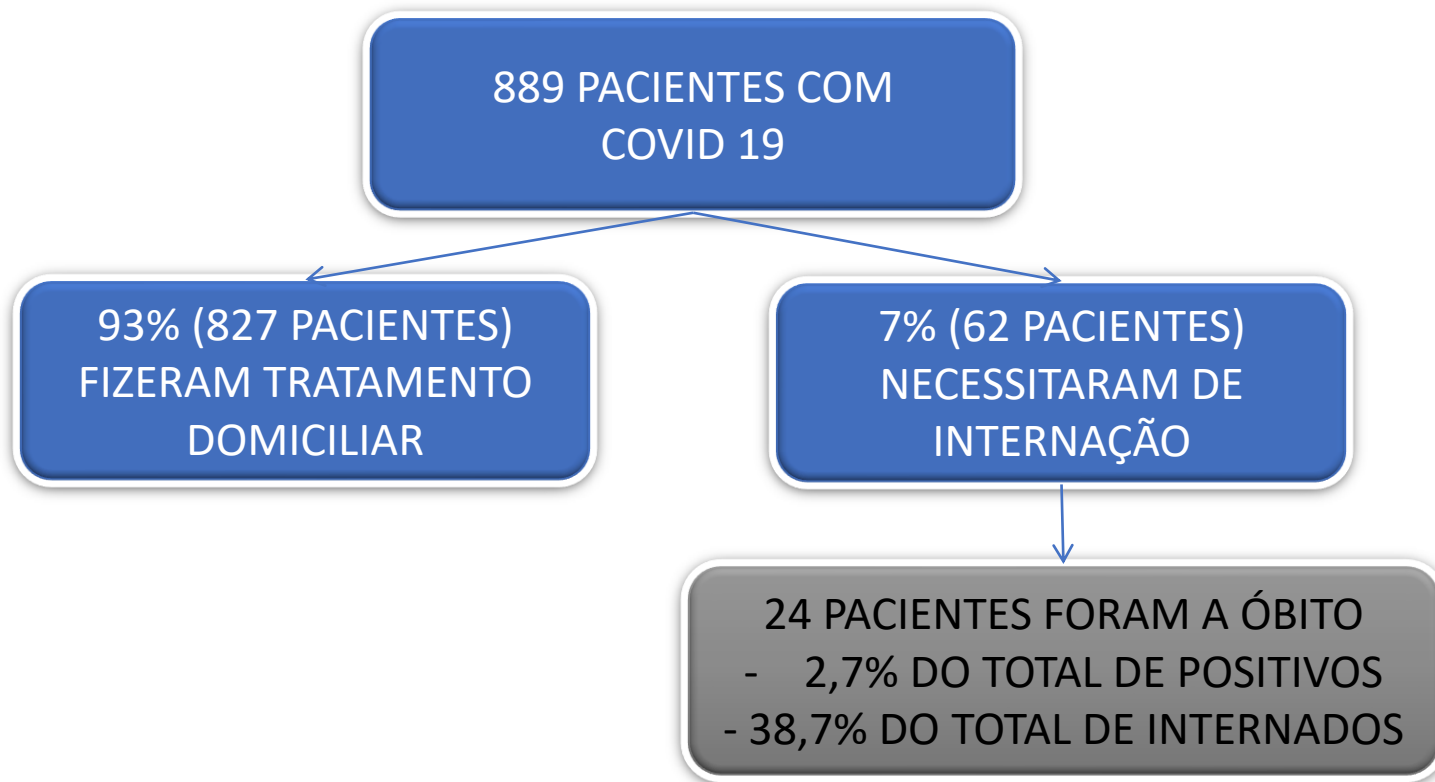 889 PACIENTES COM
COVID 19
93% (827 PACIENTES)
FIZERAM TRATAMENTO
DOMICILIAR
7% (62 PACIENTES)
NECESSITARAM DE
INTERNAÇÃO
24 PACIENTES FORAM A ÓBITO
- 2,7% DO TOTAL DE POSITIVOS
- 38,7% DO TOTAL DE INTERNADOS